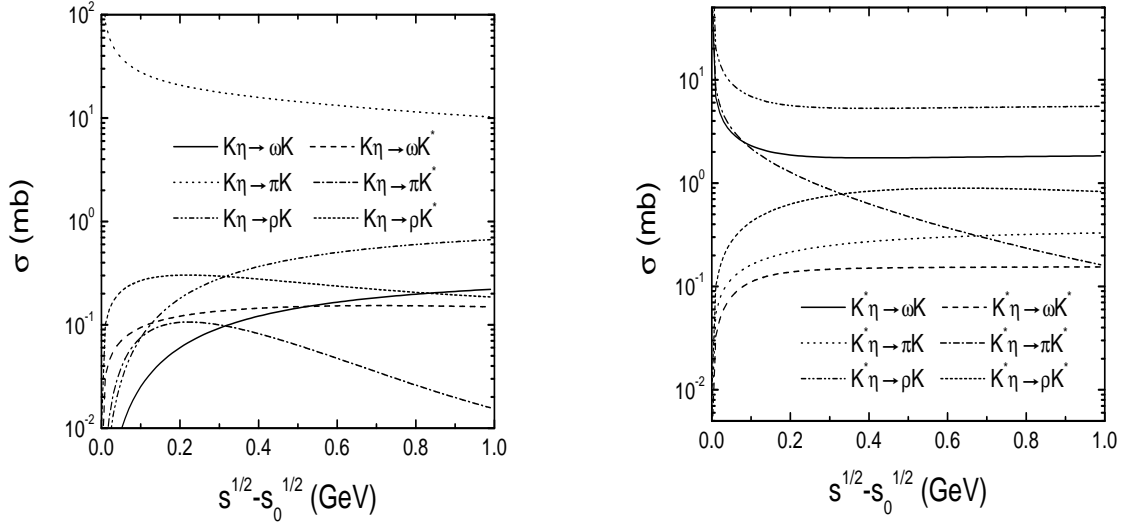 10²
10¹
10⁰
10⁻¹
10⁻²
σ (mb)
Kη→ωK
Kη→ωK*
Kη→πK
Kη→πK*
Kη→ρK
Kη→ρK*
0.0 0.2 0.4 0.6 0.8 1.0
s^1/2-s₀^1/2 (GeV)
10¹
10⁰
10⁻¹
10⁻²
σ (mb)
K*η→ωK
K*η→ωK*
K*η→πK
K*η→πK*
K*η→ρK
K*η→ρK*
0.0 0.2 0.4 0.6 0.8 1.0
s^1/2-s₀^1/2 (GeV)